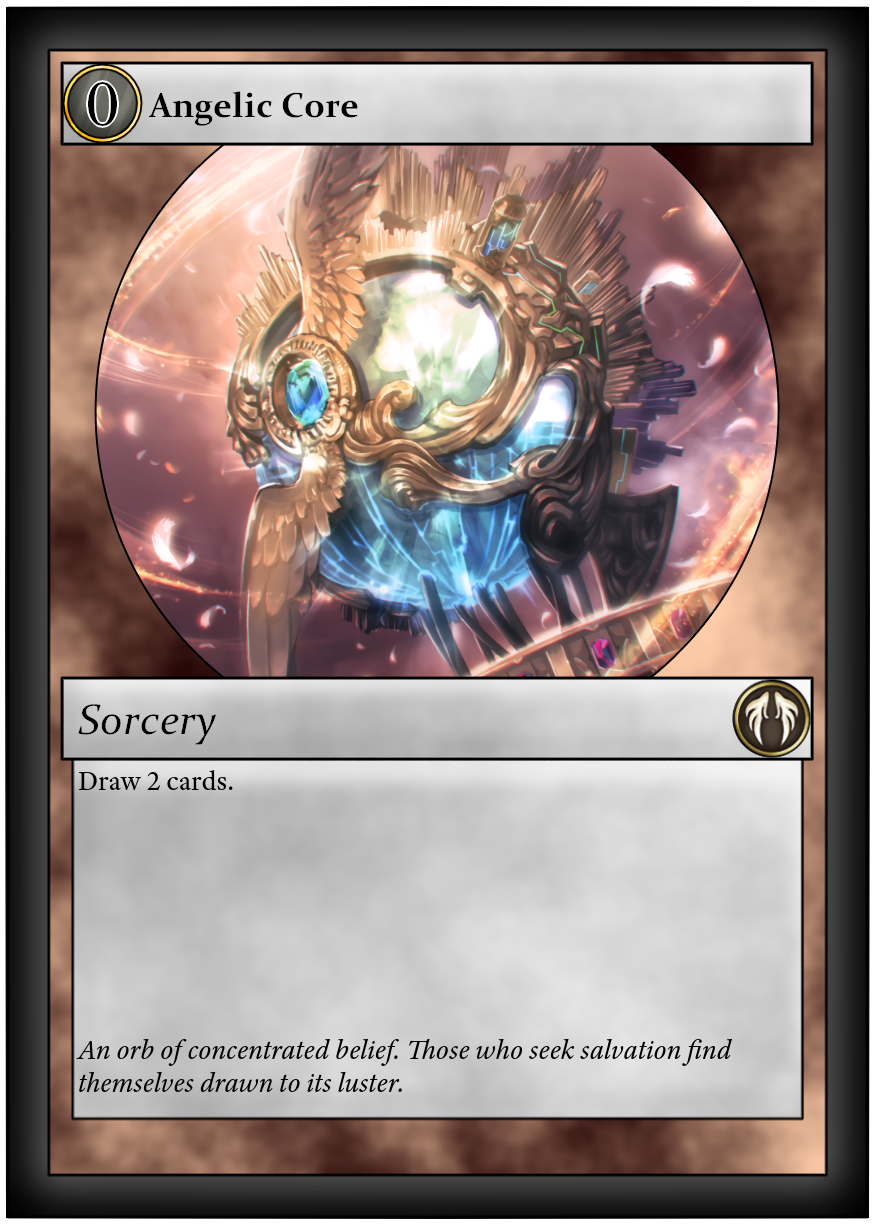 0 Angelic Core
Sorcery
Draw 2 cards.
An orb of concentrated belief. Those who seek salvation find
themselves drawn to its luster.